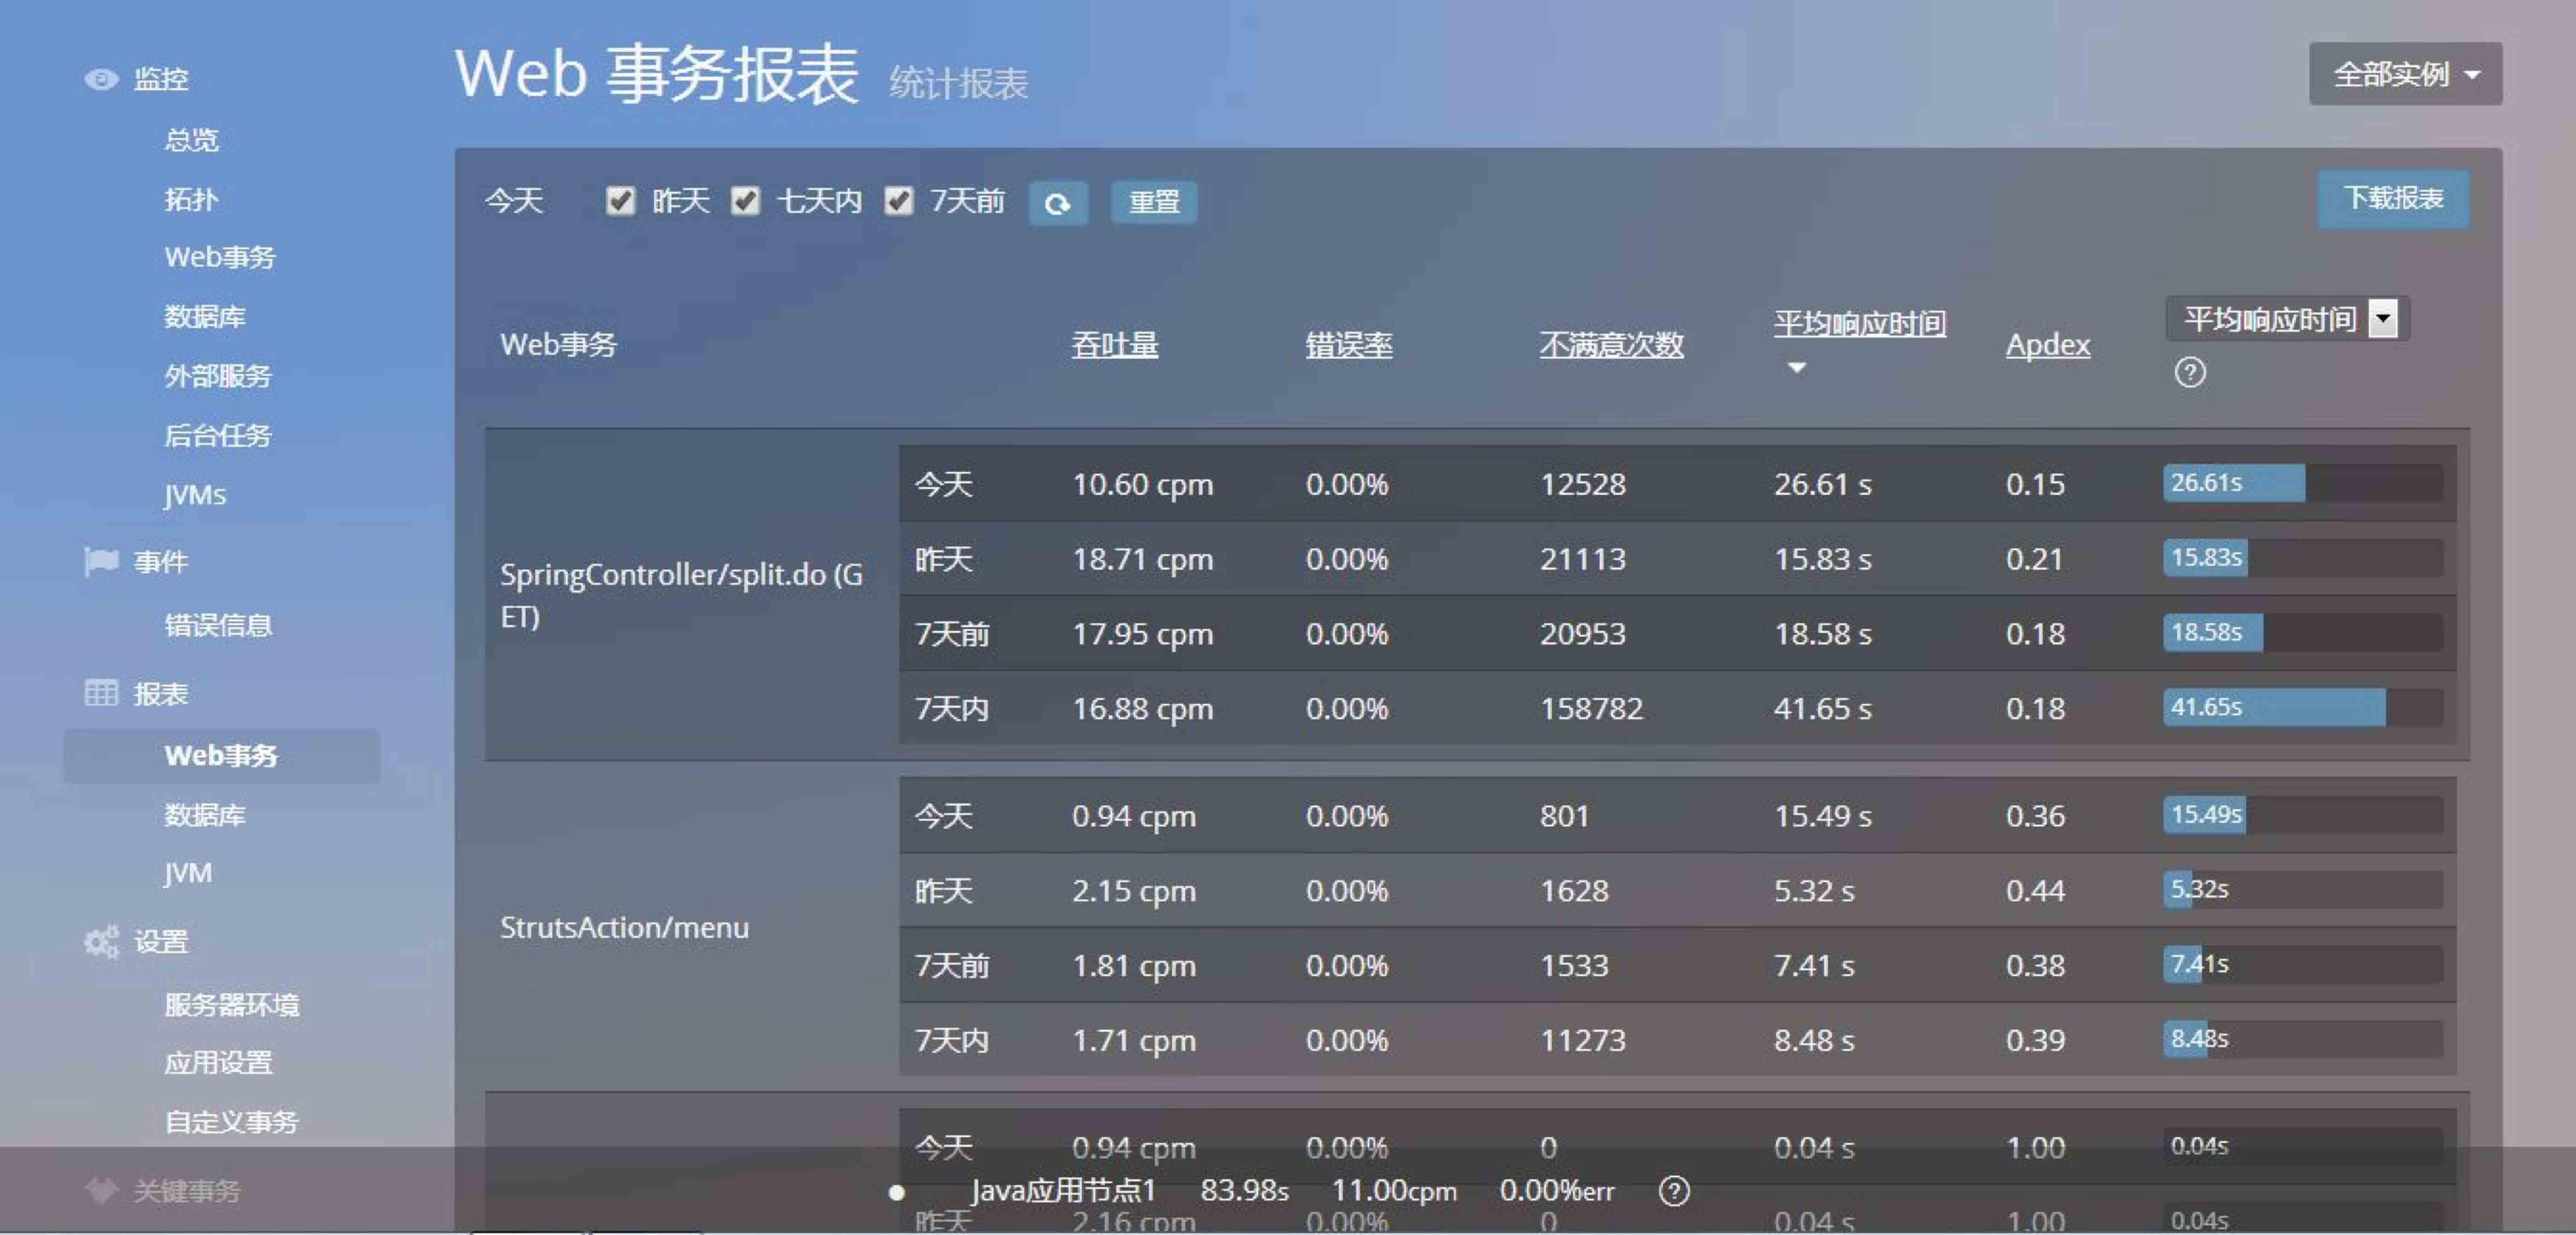 监控
总览
拓扑
Web事务
数据库
外部服务
后台任务
JVMs
事件
错误信息
报表
Web事务
数据库
JVM
设置
服务器环境
应用设置
自定义事务
关键事务
Web 事务报表 统计报表
全部实例
今天 昨天 七天内 7天前 重置 下载报表
Web事务 吞吐量 错误率 不满意次数 平均响应时间 Apdex 平均响应时间
?
SpringController/split.do (G
ET)
今天 10.60 cpm 0.00% 12528 26.61 s 0.15 26.61s
昨天 18.71 cpm 0.00% 21113 15.83 s 0.21 15.83s
7天前 17.95 cpm 0.00% 20953 18.58 s 0.18 18.58s
7天内 16.88 cpm 0.00% 158782 41.65 s 0.18 41.65s
StrutsAction/menu
今天 0.94 cpm 0.00% 801 15.49 s 0.36 15.49s
昨天 2.15 cpm 0.00% 1628 5.32 s 0.44 5.32s
7天前 1.81 cpm 0.00% 1533 7.41 s 0.38 7.41s
7天内 1.71 cpm 0.00% 11273 8.48 s 0.39 8.48s
今天 0.94 cpm 0.00% 0 0.04 s 1.00 0.04s
Java应用节点1 83.98s 11.00cpm 0.00%err ?
昨天 2.16 cpm 0.00% 0 0.04 s 1.00 0.04s